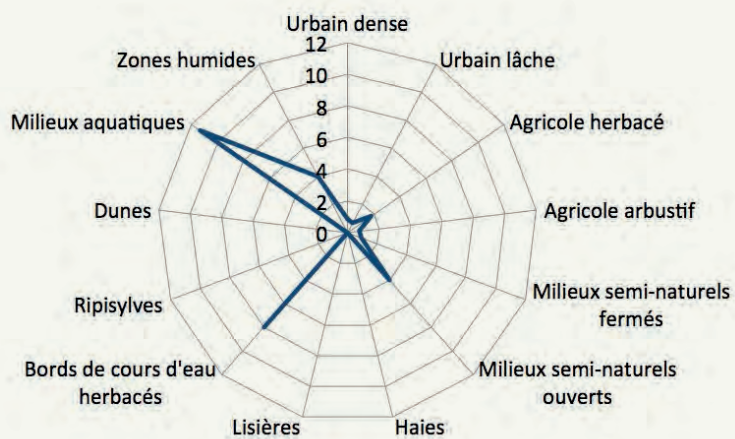 Urbain dense
Urbain lâche
Agricole herbacé
Agricole arbustif
Milieux semi-naturels
fermés
Milieux semi-naturels
ouverts
Haies
Lisières
Bords de cours d'eau
herbacés
Ripisylves
Dunes
Milieux aquatiques
Zones humides
12
10
8
6
4
2
0